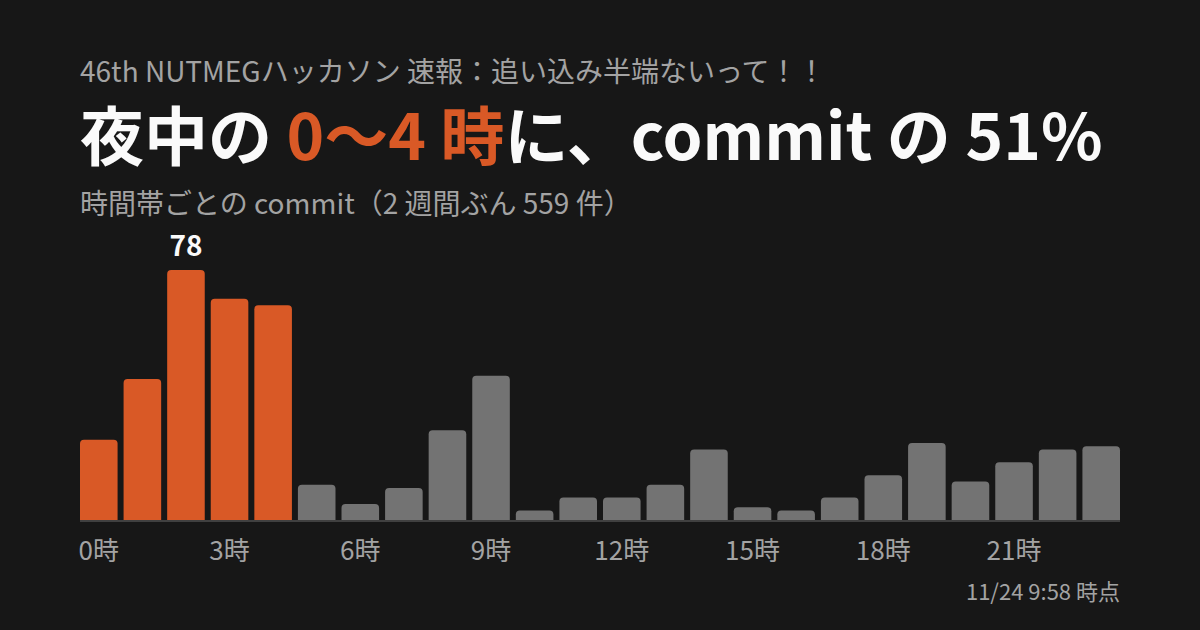 46th NUTMEGハッカソン 速報：追い込み半端ないって！！
夜中の 0〜4 時に、commit の 51%
時間帯ごとの commit（2 週間ぶん 559 件）
78
0時 3時 6時 9時 12時 15時 18時 21時
11/24 9:58 時点